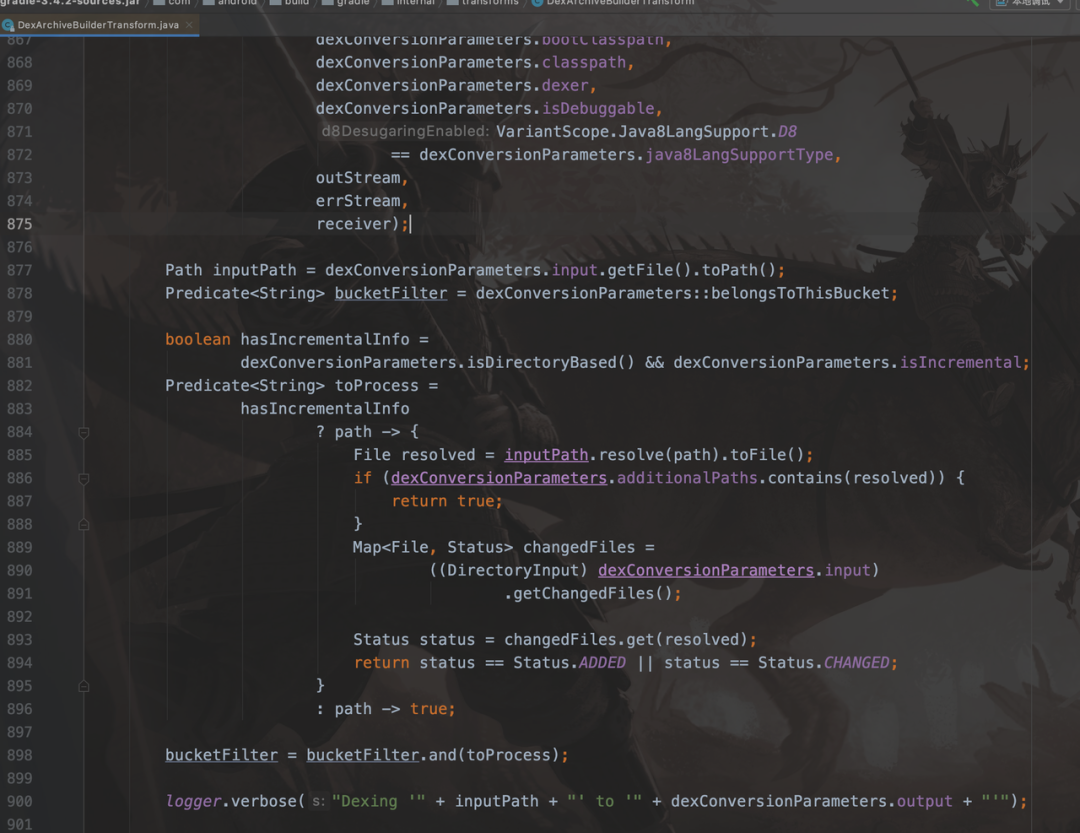 gradle-3.4.2-sources.jar com android build gradle internal transforms DexArchiveBuilderTransform 本地调试
DexArchiveBuilderTransform.java
867 dexConversionParameters.bootClasspath,
868 dexConversionParameters.classpath,
869 dexConversionParameters.dexer,
870 dexConversionParameters.isDebuggable,
871 d8DesugaringEnabled: VariantScope.Java8LangSupport.D8
872 == dexConversionParameters.java8LangSupportType,
873 outStream,
874 errStream,
875 receiver);
876
877 Path inputPath = dexConversionParameters.input.getFile().toPath();
878 Predicate<String> bucketFilter = dexConversionParameters::belongsToThisBucket;
879
880 boolean hasIncrementalInfo =
881 dexConversionParameters.isDirectoryBased() && dexConversionParameters.isIncremental;
882 Predicate<String> toProcess =
883 hasIncrementalInfo
884 ? path -> {
885 File resolved = inputPath.resolve(path).toFile();
886 if (dexConversionParameters.additionalPaths.contains(resolved)) {
887 return true;
888 }
889 Map<File, Status> changedFiles =
890 ((DirectoryInput) dexConversionParameters.input)
891 .getChangedFiles();
892
893 Status status = changedFiles.get(resolved);
894 return status == Status.ADDED || status == Status.CHANGED;
895 }
896 : path -> true;
897
898 bucketFilter = bucketFilter.and(toProcess);
899
900 logger.verbose( s: "Dexing '" + inputPath + "' to '" + dexConversionParameters.output + "'");
901